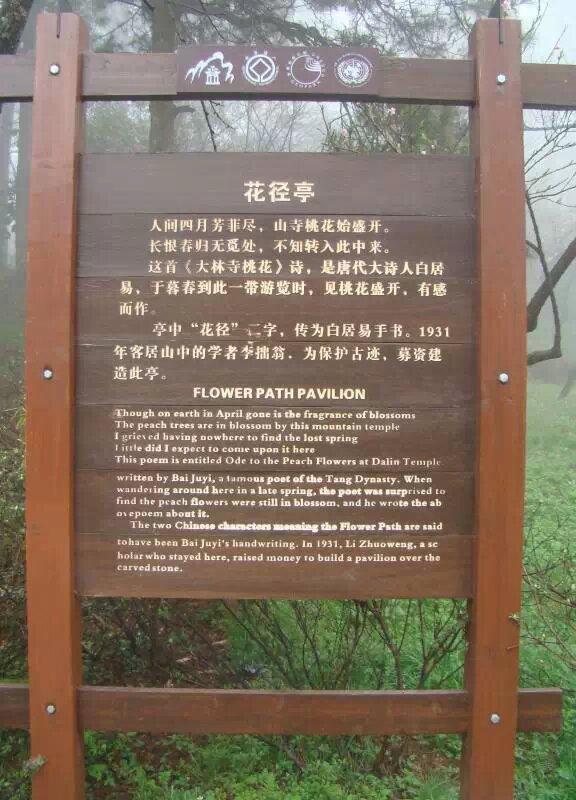 花径亭
人间四月芳菲尽，山寺桃花始盛开。
长恨春归无觅处，不知转入此中来。
这首《大林寺桃花》诗，是唐代大诗人白居
易，于暮春到此一带游览时，见桃花盛开，有感
而作。
亭中“花径”二字，传为白居易手书。1931
年客居山中的学者李拙翁．为保护古迹，募资建
造此亭。
FLOWER PATH PAVILION
Though on earth in April gone is the fragrance of blossoms
The peach trees are in blossom by this mountain temple
I grieved having nowhere to find the lost spring
Little did I expect to come upon it here
This poem is entitled Ode to the Peach Flowers at Dalin Temple
written by Bai Juyi, a famous poet of the Tang Dynasty. When
wandering around here in a late spring, the poet was surprised to
find the peach flowers were still in blossom, and he wrote the ab
ovepoem about it.
The two Chinese characters meaning the Flower Path are said
tohave been Bai Juyi's handwriting. In 1931, Li Zhuoweng, a sc
holar who stayed here, raised money to build a pavilion over the
carved stone.